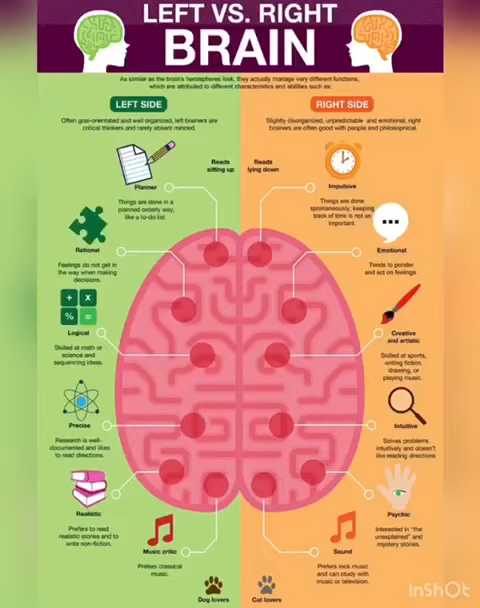 LEFT VS. RIGHT
BRAIN
As similar as the brain's hemispheres look, they actually manage very different functions,
which are attributed to different characteristics and abilities such as:
LEFT SIDE
Often goal-orientated and well organized, left brainers are
critical thinkers and rarely absent minded.
RIGHT SIDE
Slightly disorganized, unpredictable and emotional, right
brainers are often good with people and philosophical.
Reads
sitting up
Reads
lying down
Planner
Things are done in a
planned orderly way,
like a to-do list.
Impulsive
Things are done
spontaneously; keeping
track of time is not as
important.
Rational
Feelings do not get in
the way when making
decisions.
Emotional
Tends to ponder
and act on feelings.
+ x
% =
Logical
Skilled at math or
science and
sequencing ideas.
Creative
and artistic
Skilled at sports,
writing fiction,
drawing, or
playing music.
Precise
Research is well-
documented and likes
to read directions.
Intuitive
Solves problems
intuitively and doesn't
like reading directions
Realistic
Prefers to read
realistic stories and to
write non-fiction.
Psychic
Interested in "the
unexplained" and
mystery stories.
Music critic
Prefers classical
music.
Sound
Prefers rock music
and can study with
music or television.
Dog lovers
Cat lovers
InShOt